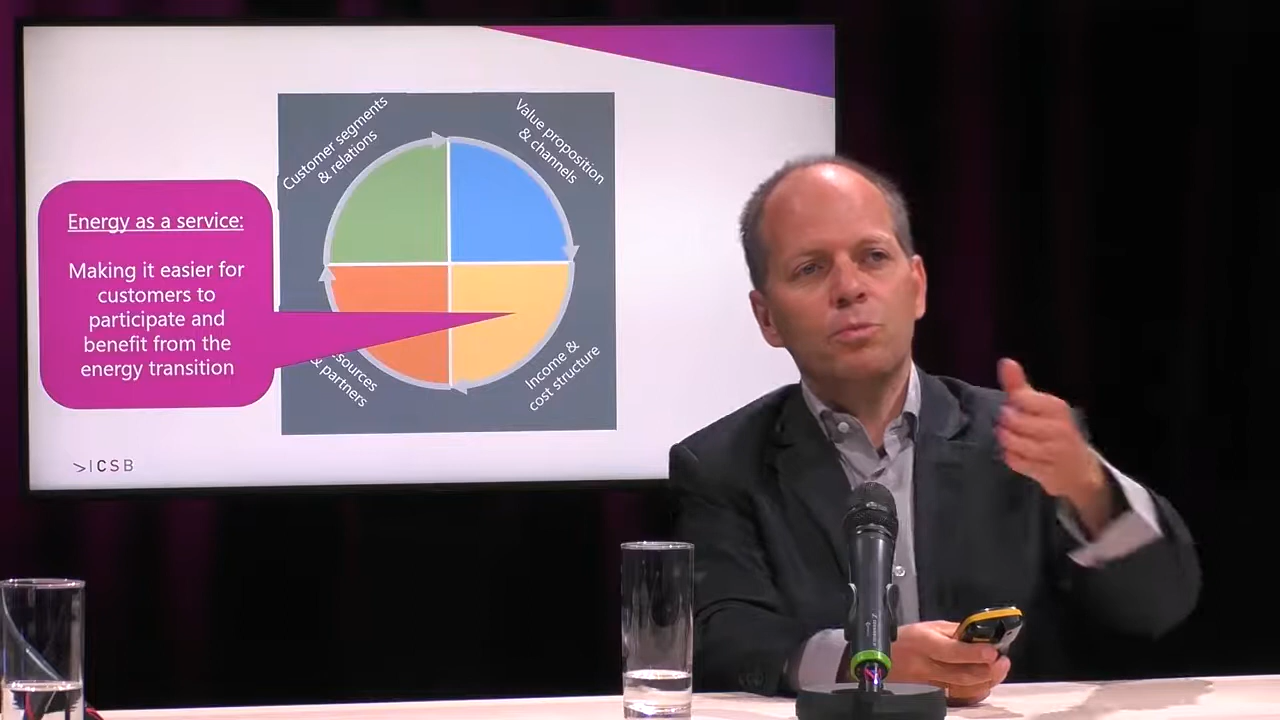 Customer segments
& relations
Value proposition
& channels
Energy as a service:
Making it easier for
customers to
participate and
benefit from the
energy transition
& partners
Income &
cost structure
>ICSB